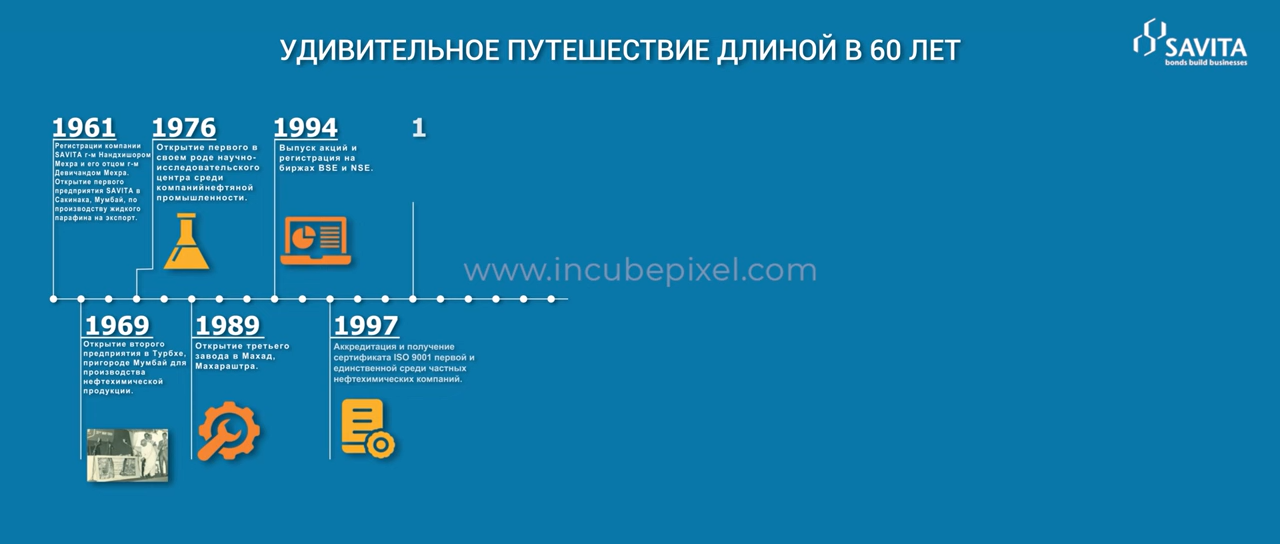 УДИВИТЕЛЬНОЕ ПУТЕШЕСТВИЕ ДЛИНОЙ В 60 ЛЕТ
SAVITA
bonds build businesses
1961
Регистрации компании
SAVITA г-м Нандхишором
Мехра и его отцом г-м
Девичандом Мехра.
Открытие первого
предприятия SAVITA в
Сакинака, Мумбай, по
производству жидкого
парафина на экспорт.
1976
Открытие первого в
своем роде научно-
исследовательского
центра среди
компанийнефтяной
промышленности.
1994
Выпуск акций и
регистрация на
биржах BSE и NSE.
1
www.incubepixel.com
1969
Открытие второго
предприятия в Турбхе,
пригороде Мумбай для
производства
нефтехимической
продукции.
1989
Открытие третьего
завода в Махад,
Махараштра.
1997
Аккредитация и получение
сертификата ISO 9001 первой и
единственной среди частных
нефтехимических компаний.